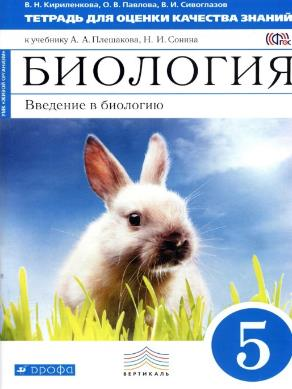 В. Н. Кириленкова, О. В. Павлова, В. И. Сивоглазов
ТЕТРАДЬ ДЛЯ ОЦЕНКИ КАЧЕСТВА ЗНАНИЙ
к учебнику А. А. Плешакова, Н. И. Сонина
ФГОС
УМК «ЖИВОЙ ОРГАНИЗМ»
БИОЛОГИЯ
Введение в биологию
5
ДРОФА
ВЕРТИКАЛЬ